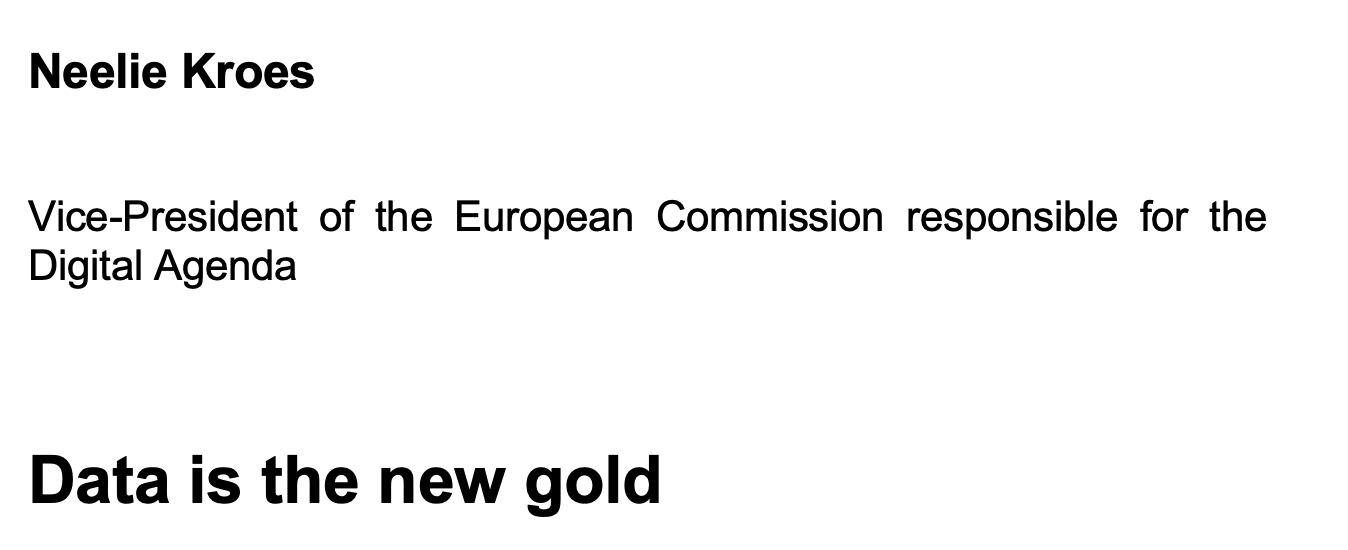 Neelie Kroes
Vice-President of the European Commission responsible for the
Digital Agenda
Data is the new gold